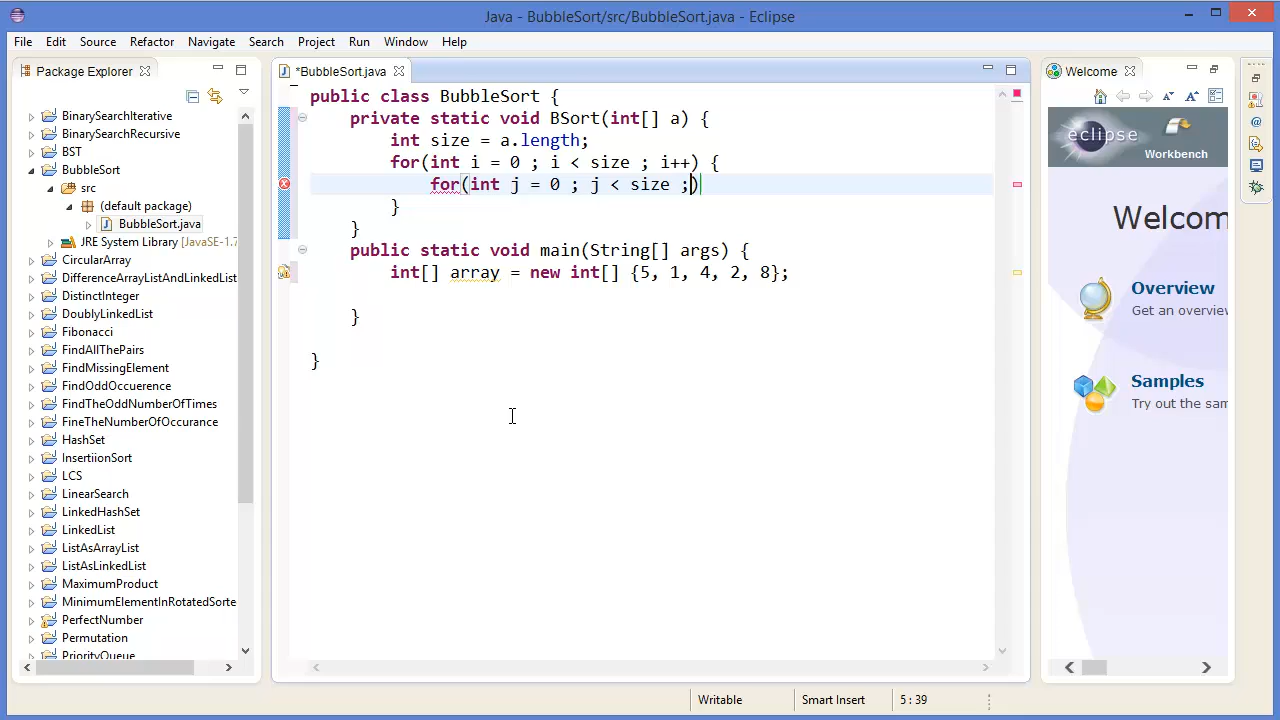 Java - BubbleSort/src/BubbleSort.java - Eclipse
File Edit Source Refactor Navigate Search Project Run Window Help
Package Explorer
BinarySearchIterative
BinarySearchRecursive
BST
BubbleSort
src
(default package)
BubbleSort.java
JRE System Library [JavaSE-1.7
CircularArray
DifferenceArrayListAndLinkedList
DistinctInteger
DoublyLinkedList
Fibonacci
FindAllThePairs
FindMissingElement
FindOddOccuerence
FindTheOddNumberOfTimes
FineTheNumberOfOccurance
HashSet
InsertiionSort
LCS
LinearSearch
LinkedHashSet
LinkedList
ListAsArrayList
ListAsLinkedList
MaximumProduct
MinimumElementInRotatedSorte
PerfectNumber
Permutation
PriorityQueue
*BubbleSort.java
public class BubbleSort {
private static void BSort(int[] a) {
int size = a.length;
for(int i = 0 ; i < size ; i++) {
for(int j = 0 ; j < size ;)
}
}
public static void main(String[] args) {
int[] array = new int[] {5, 1, 4, 2, 8};
}
}
Welcome
eclipse
Workbench
Welcom
Overview
Get an overview
Samples
Try out the sam
Writable
Smart Insert
5 : 39